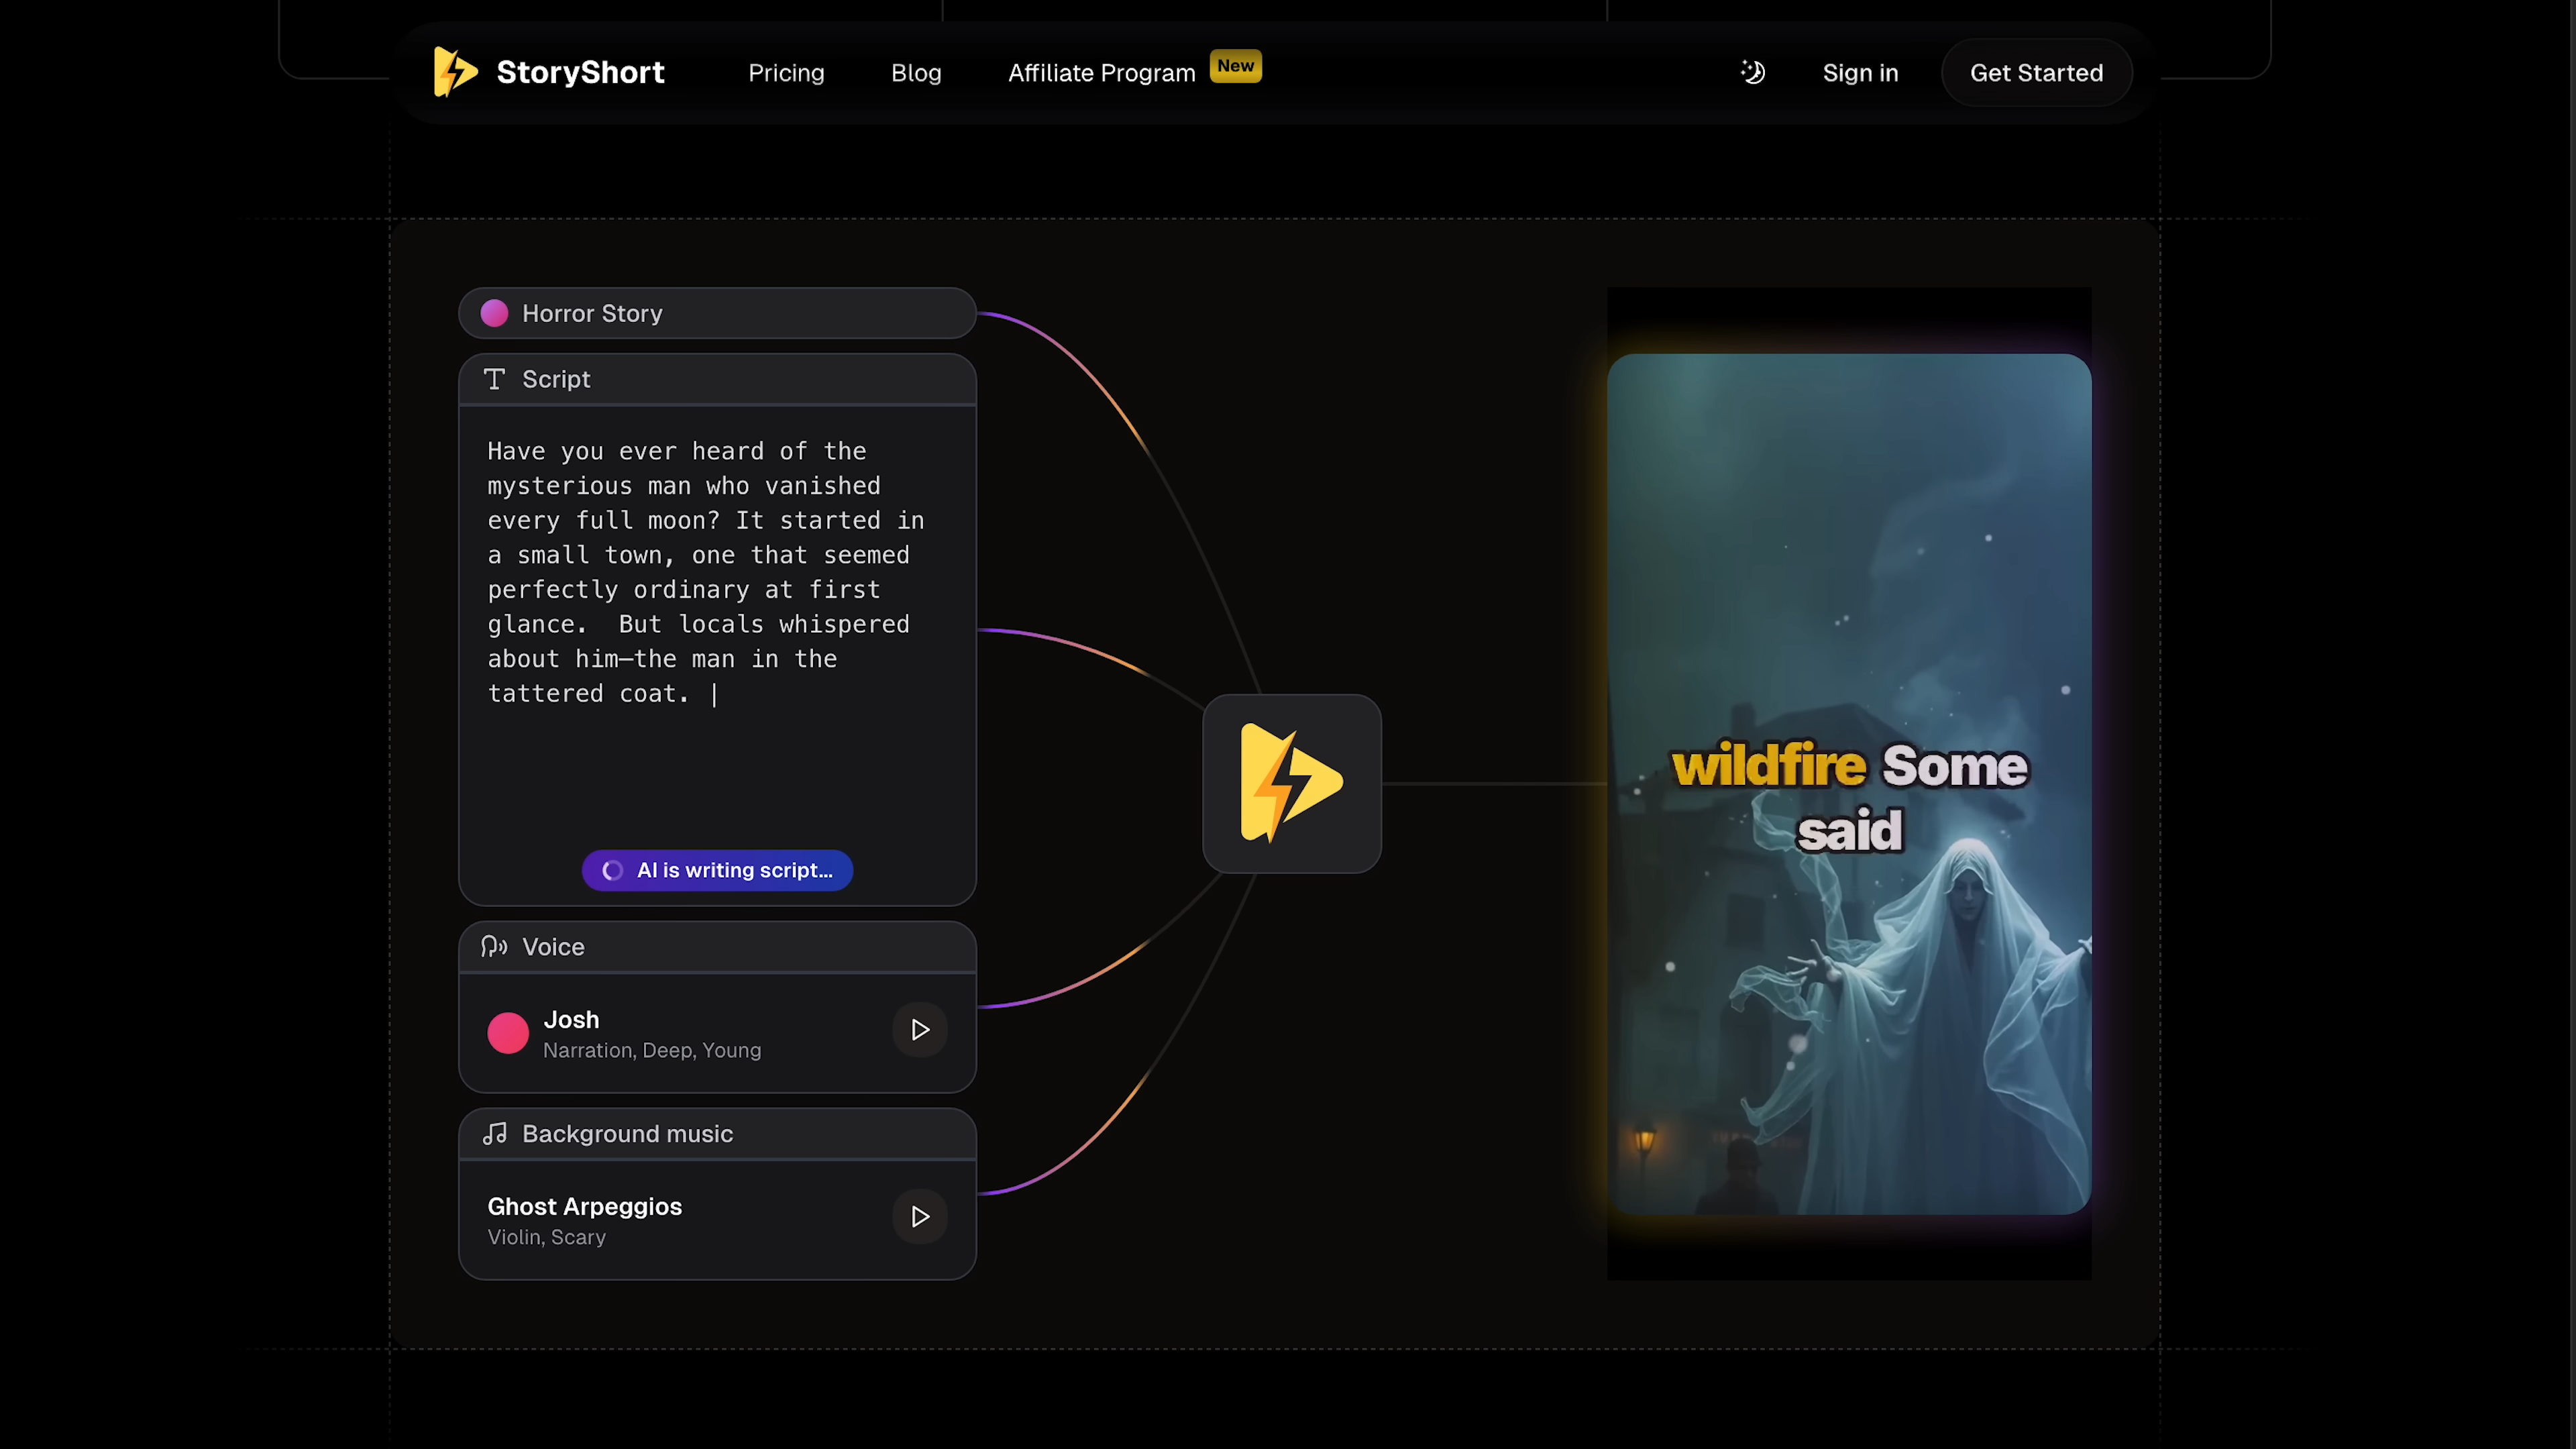 StoryShort
Pricing
Blog
Affiliate Program
New
Sign in
Get Started
Horror Story
Script
Have you ever heard of the
mysterious man who vanished
every full moon? It started in
a small town, one that seemed
perfectly ordinary at first
glance.  But locals whispered
about him—the man in the
tattered coat. |
AI is writing script...
Voice
Josh
Narration, Deep, Young
Background music
Ghost Arpeggios
Violin, Scary
wildfire Some
said